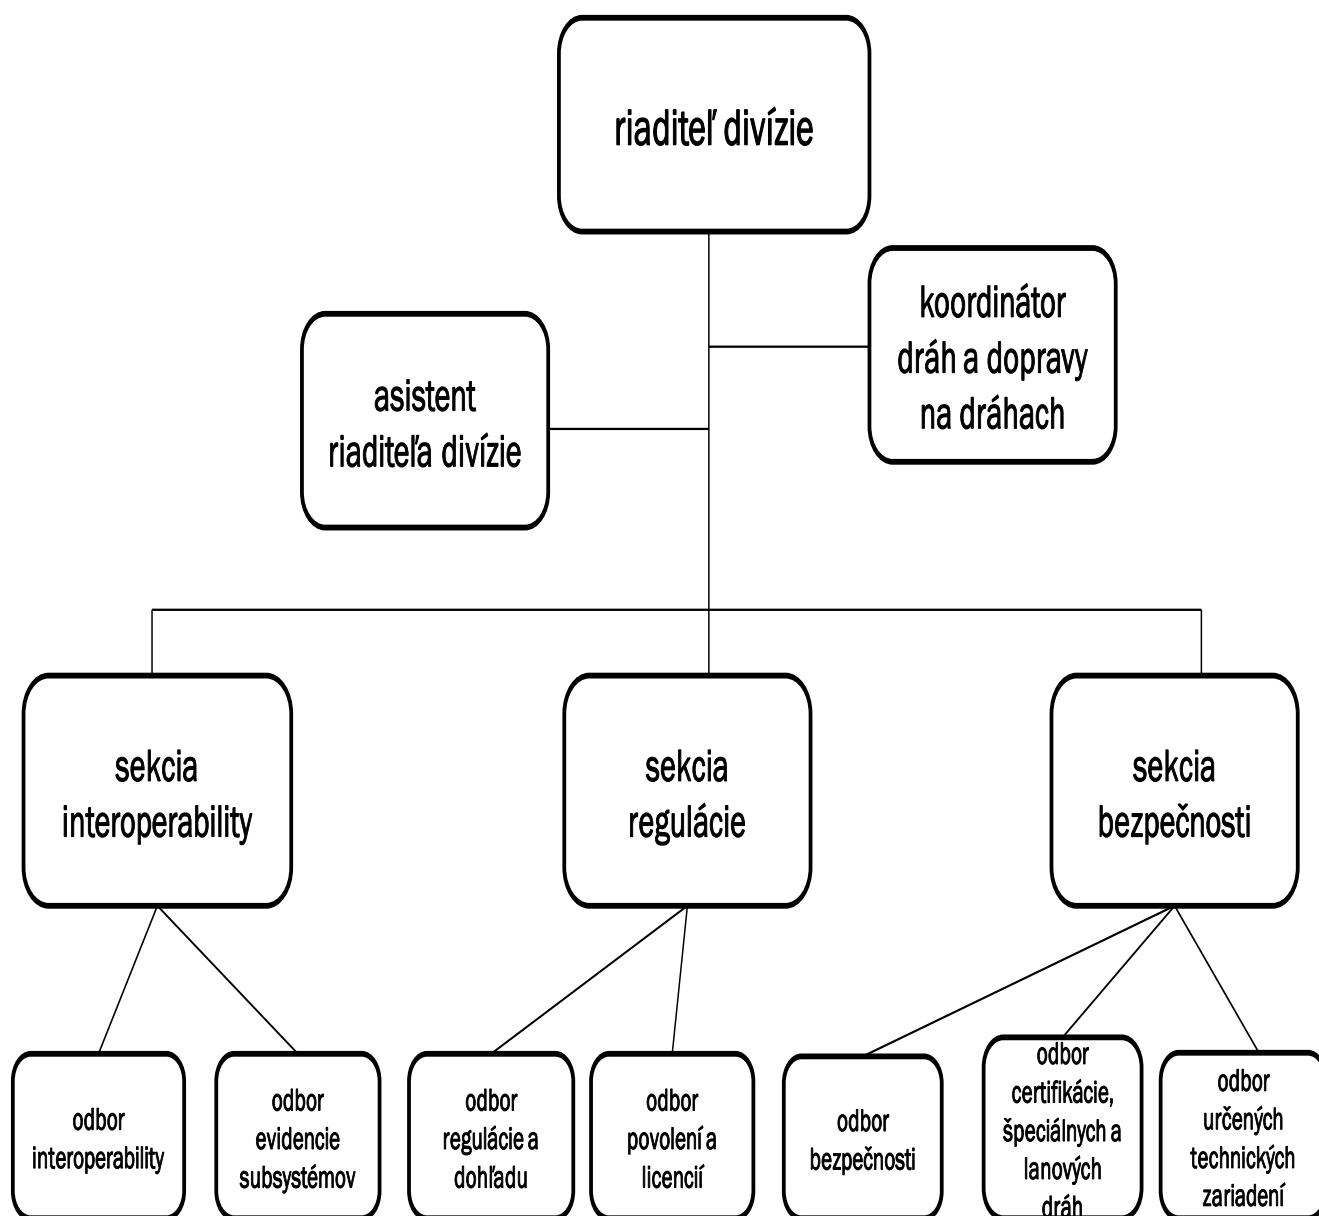 riaditeľ divízie
koordinátor
dráh a dopravy
na dráhach
asistent
riaditeľa divízie
sekcia
interoperability
sekcia
regulácie
sekcia
bezpečnosti
odbor
interoperability
odbor
evidencie
subsystémov
odbor
regulácie a
dohľadu
odbor
povolení a
licencií
odbor
bezpečnosti
odbor
certifikácie,
špeciálnych a
lanových
dráh
odbor
určených
technických
zariadení